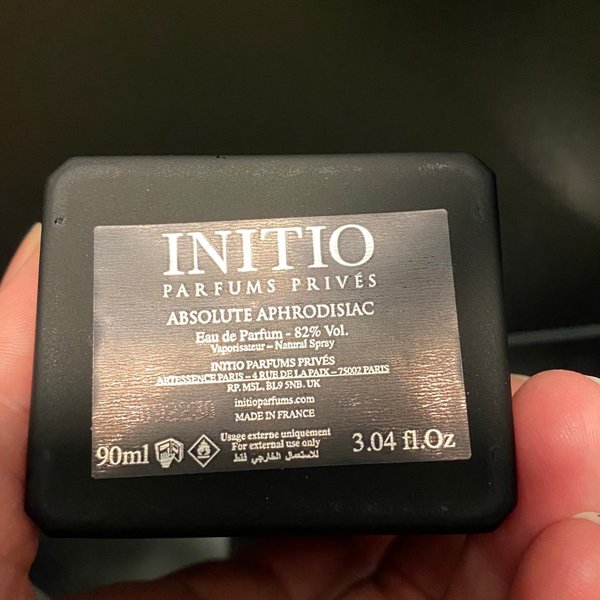 INITIO
PARFUMS PRIVÉS
ABSOLUTE APHRODISIAC
Eau de Parfum - 82% Vol.
Vaporisateur – Natural Spray
INITIO PARFUMS PRIVÉS
ARTESSENCE PARIS – 4 RUE DE LA PAIX – 75002 PARIS
RP. MSL, BL9 5NB. UK
initioparfums.com
MADE IN FRANCE
Usage externe uniquement
For external use only
للاستعمال الخارجي فقط
90ml
3.04 fl.Oz